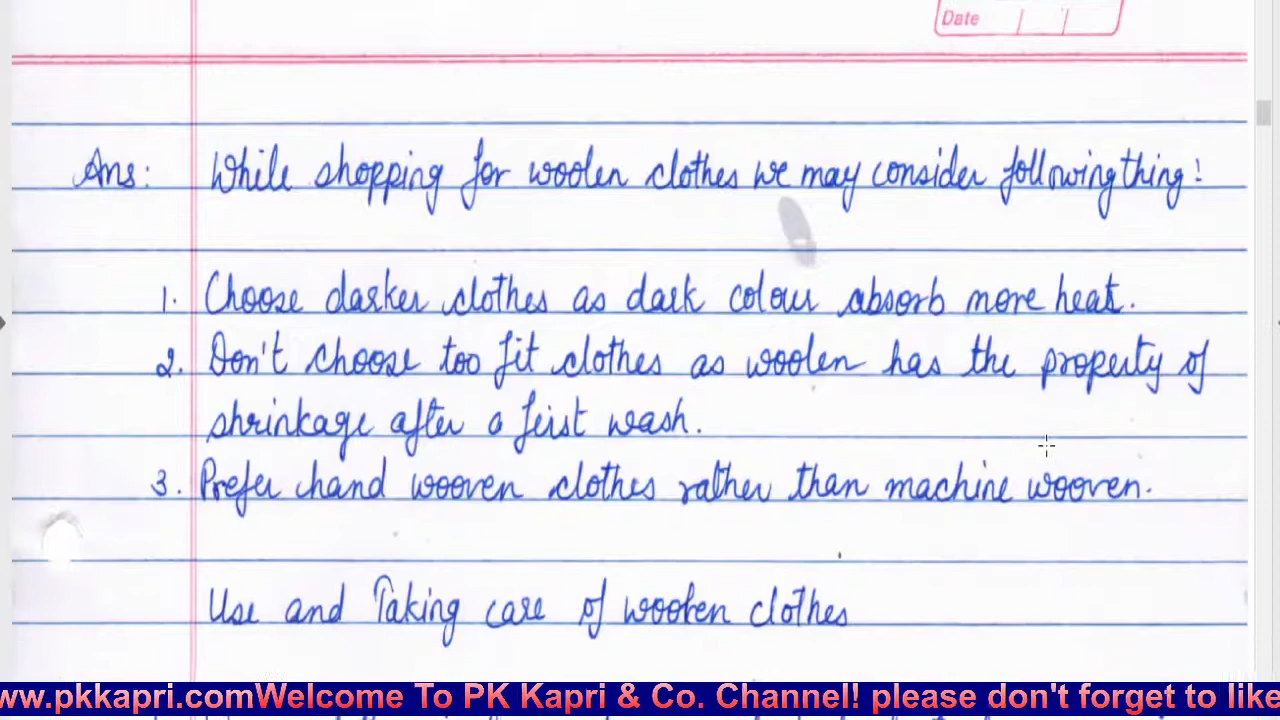 Date
Ans: While shopping for woolen clothes we may consider following thing:
1. Choose darker clothes as dark colour absorb more heat.
2. Don't choose too fit clothes as woolen has the property of
shrinkage after a feist wash.
3. Prefer hand wooven clothes rather than machine wooven.
Use and Taking care of woolen clothes
www.pkkapri.comWelcome To PK Kapri & Co. Channel! please don't forget to like